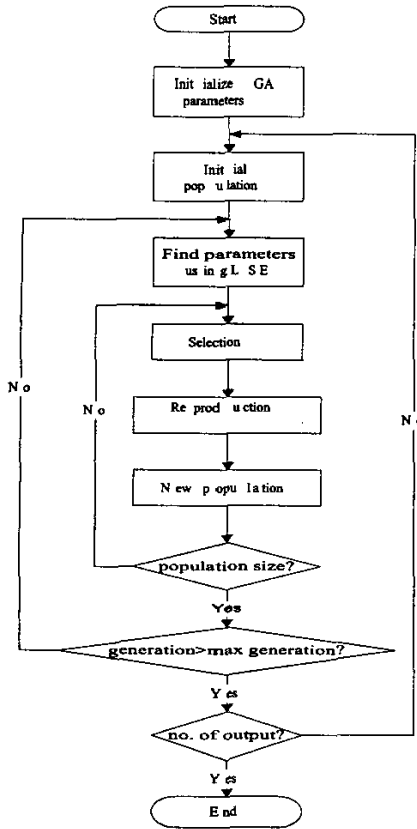 Start
Init ialize GA
parameters
Init ial
pop u lation
Find parameters
us in g L S E
Selection
Re prod uction
N ew p opu la tion
population size?
N o
Yes
generation>max generation?
N o
Y es
no. of output?
N o
Y es
E nd